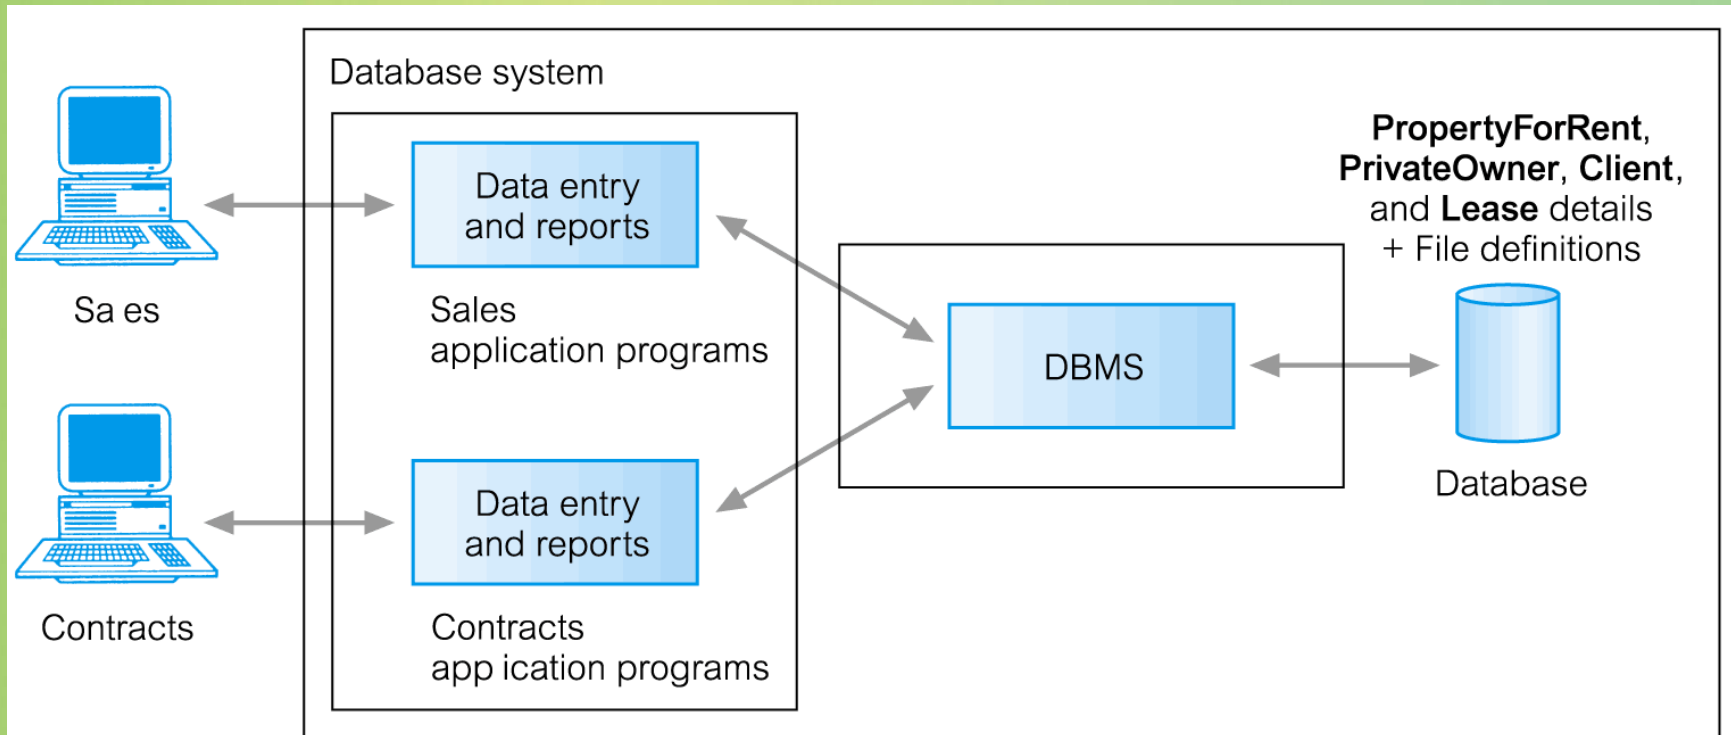 Database system
PropertyForRent,
PrivateOwner, Client,
and Lease details
+ File definitions
Data entry
and reports
Sa es
Sales
application programs
DBMS
Database
Data entry
and reports
Contracts
Contracts
app ication programs